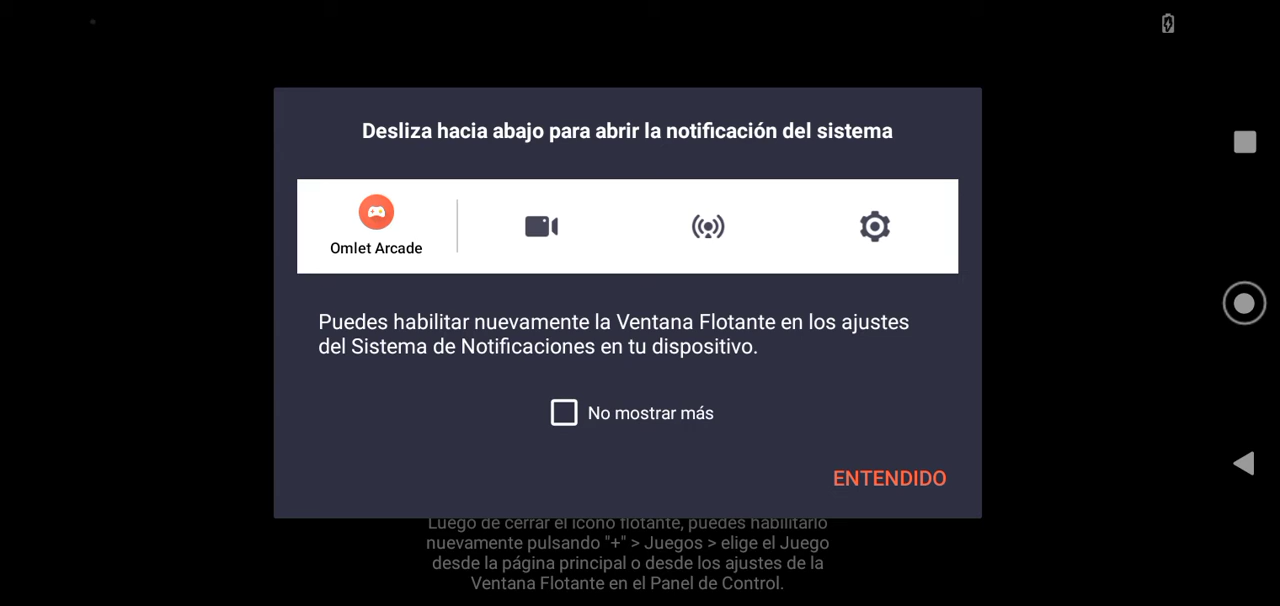 Desliza hacia abajo para abrir la notificación del sistema
Omlet Arcade
Puedes habilitar nuevamente la Ventana Flotante en los ajustes
del Sistema de Notificaciones en tu dispositivo.
No mostrar más
ENTENDIDO
Luego de cerrar el icono flotante, puedes habilitarlo
nuevamente pulsando "+" > Juegos > elige el Juego
desde la página principal o desde los ajustes de la
Ventana Flotante en el Panel de Control.